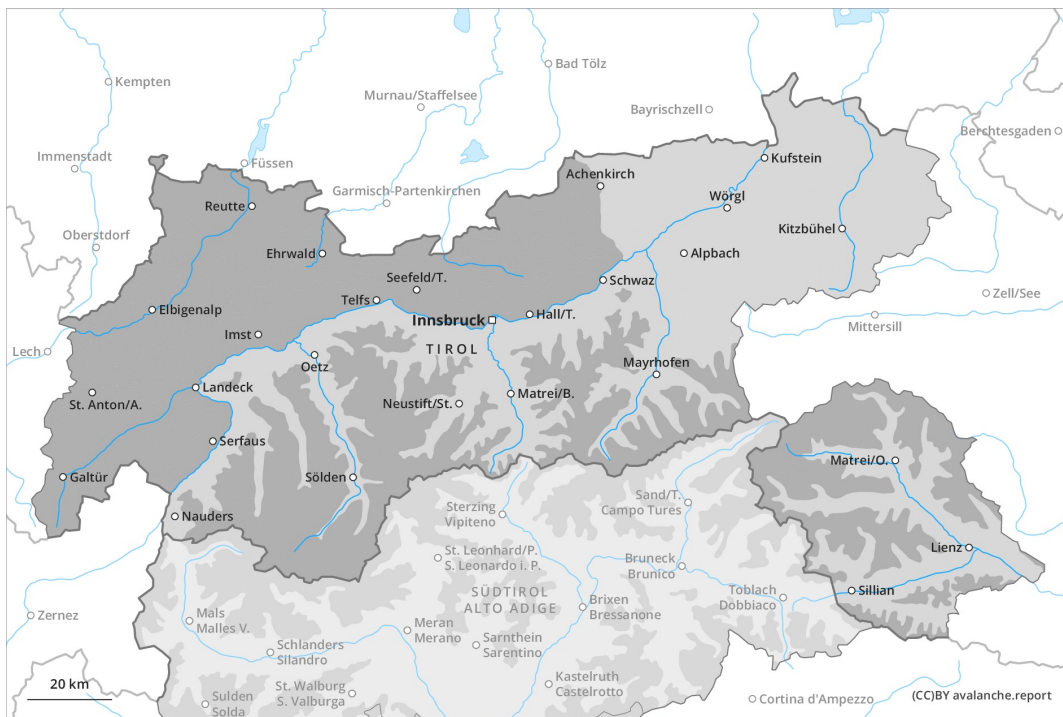 Kempten
Bad Tölz
Murnau/Staffelsee
Bayrischzell
Berchtesgaden
Immenstadt
Füssen
Kufstein
Achenkirch
Garmisch-Partenkirchen
Reutte
Wörgl
Oberstdorf
Kitzbühel
Ehrwald
Alpbach
Seefeld/T.
Schwaz
Zell/See
Telfs
Elbigenalp
Innsbruck
Hall/T.
Mittersill
Imst
TIROL
Lech
Oetz
Mayrhofen
Landeck
Matrei/B.
St. Anton/A.
Neustift/St.
Serfaus
Matrei/O.
Galtür
Sölden
Sand/T.
Campo Tures
Sterzing
Vipiteno
Nauders
Lienz
St. Leonhard/P.
S. Leonardo i. P.
Bruneck
Brunico
SÜDTIROL
ALTO ADIGE
Toblach
Dobbiaco
Sillian
Brixen
Bressanone
Zernez
Mals
Malles V.
Meran
Merano
Sarnthein
Sarentino
Schlanders
Silandro
Kastelruth
Castelrotto
20 km
St. Walburg
S. Valburga
Sulden
Solda
Cortina d'Ampezzo
(CC)BY avalanche.report